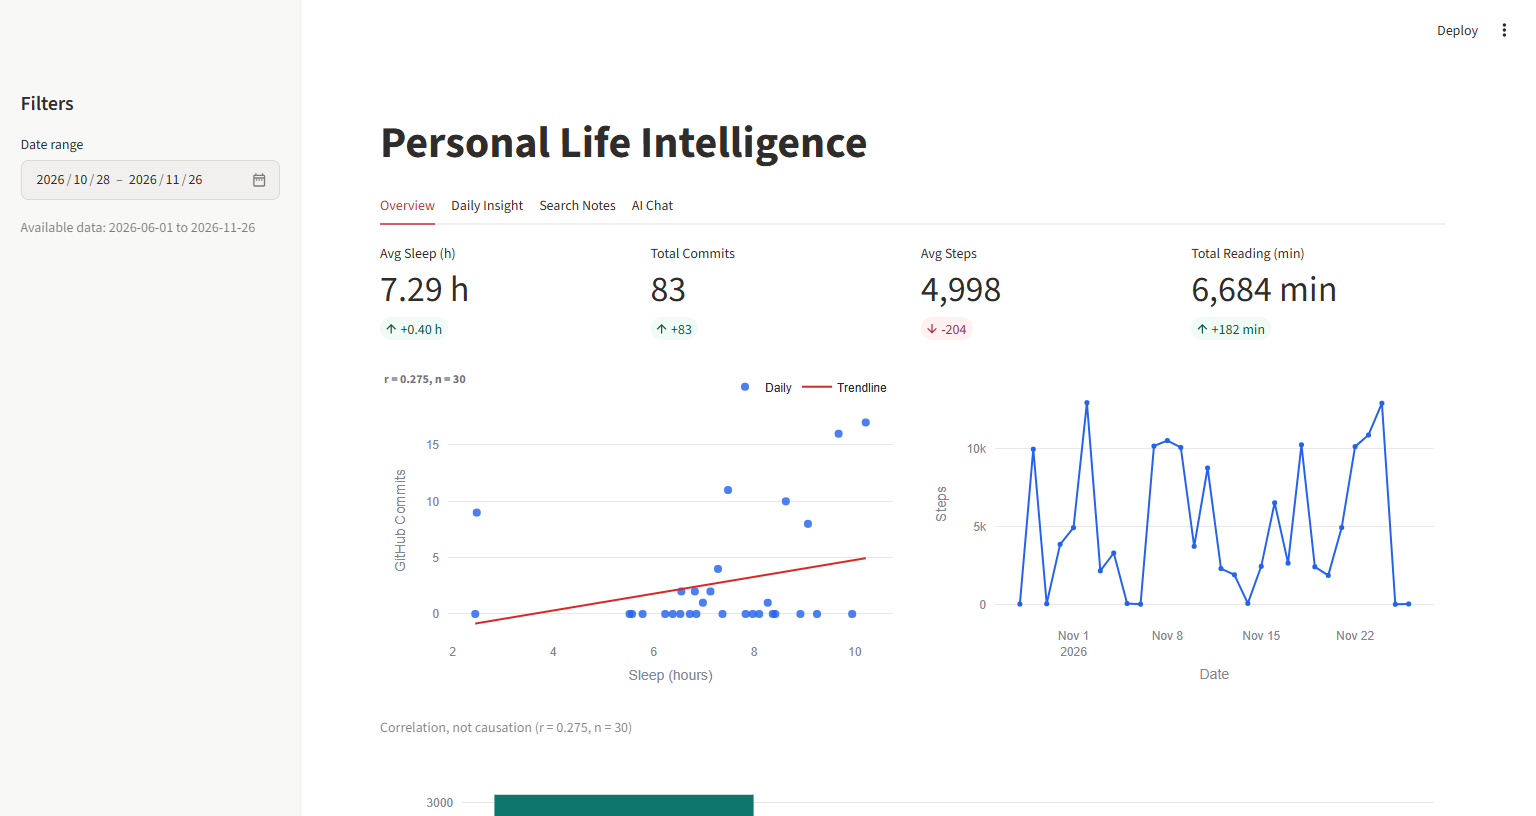 Deploy
Filters
Date range
2026/10/28 – 2026/11/26
Available data: 2026-06-01 to 2026-11-26
Personal Life Intelligence
Overview Daily Insight Search Notes AI Chat
Avg Sleep (h)
7.29 h
↑ +0.40 h
Total Commits
83
↑ +83
Avg Steps
4,998
↓ -204
Total Reading (min)
6,684 min
↑ +182 min
r = 0.275, n = 30
Daily Trendline
GitHub Commits
15
10
5
0
2 4 6 8 10
Sleep (hours)
Steps
10k
5k
0
Nov 1 Nov 8 Nov 15 Nov 22
2026
Date
Correlation, not causation (r = 0.275, n = 30)
3000